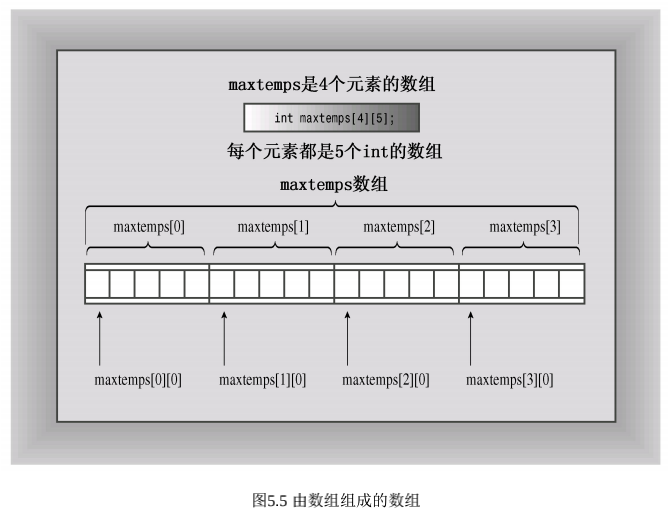 maxtemps是4个元素的数组
int maxtemps[4][5];
每个元素都是5个int的数组
maxtemps数组
maxtemps[0] maxtemps[1] maxtemps[2] maxtemps[3]
maxtemps[0][0] maxtemps[1][0] maxtemps[2][0] maxtemps[3][0]
图5.5 由数组组成的数组